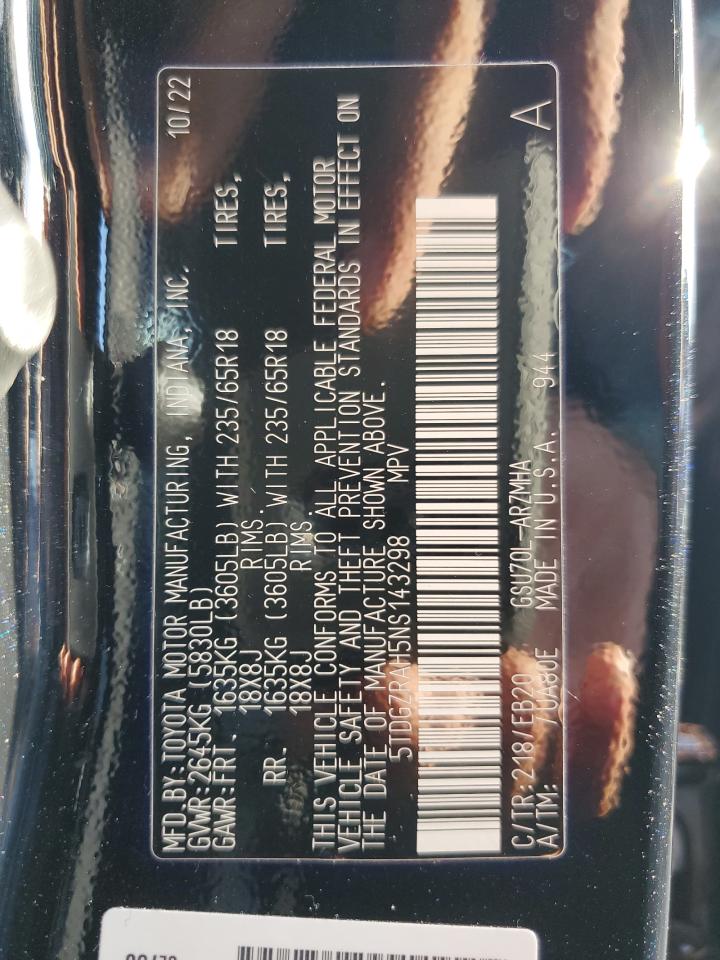 MFD.BY:TOYOTA MOTOR MANUFACTURING, INDIANA, INC. 10/22
GVWR:2645KG (5830LB)
GAWR:FRT. 1635KG (3605LB) WITH 235/65R18 TIRES,
18X8J RIMS.
RR. 1635KG (3605LB) WITH 235/65R18 TIRES,
18X8J RIMS.
THIS VEHICLE CONFORMS TO ALL APPLICABLE FEDERAL MOTOR
VEHICLE SAFETY AND THEFT PREVENTION STANDARDS IN EFFECT ON
THE DATE OF MANUFACTURE SHOWN ABOVE.
5TDGZRAH5NS143298 MPV
C/TR:218/EB20 GSU70L-ARZMHA A
A/TM: /UA80E MADE IN U.S.A. 944